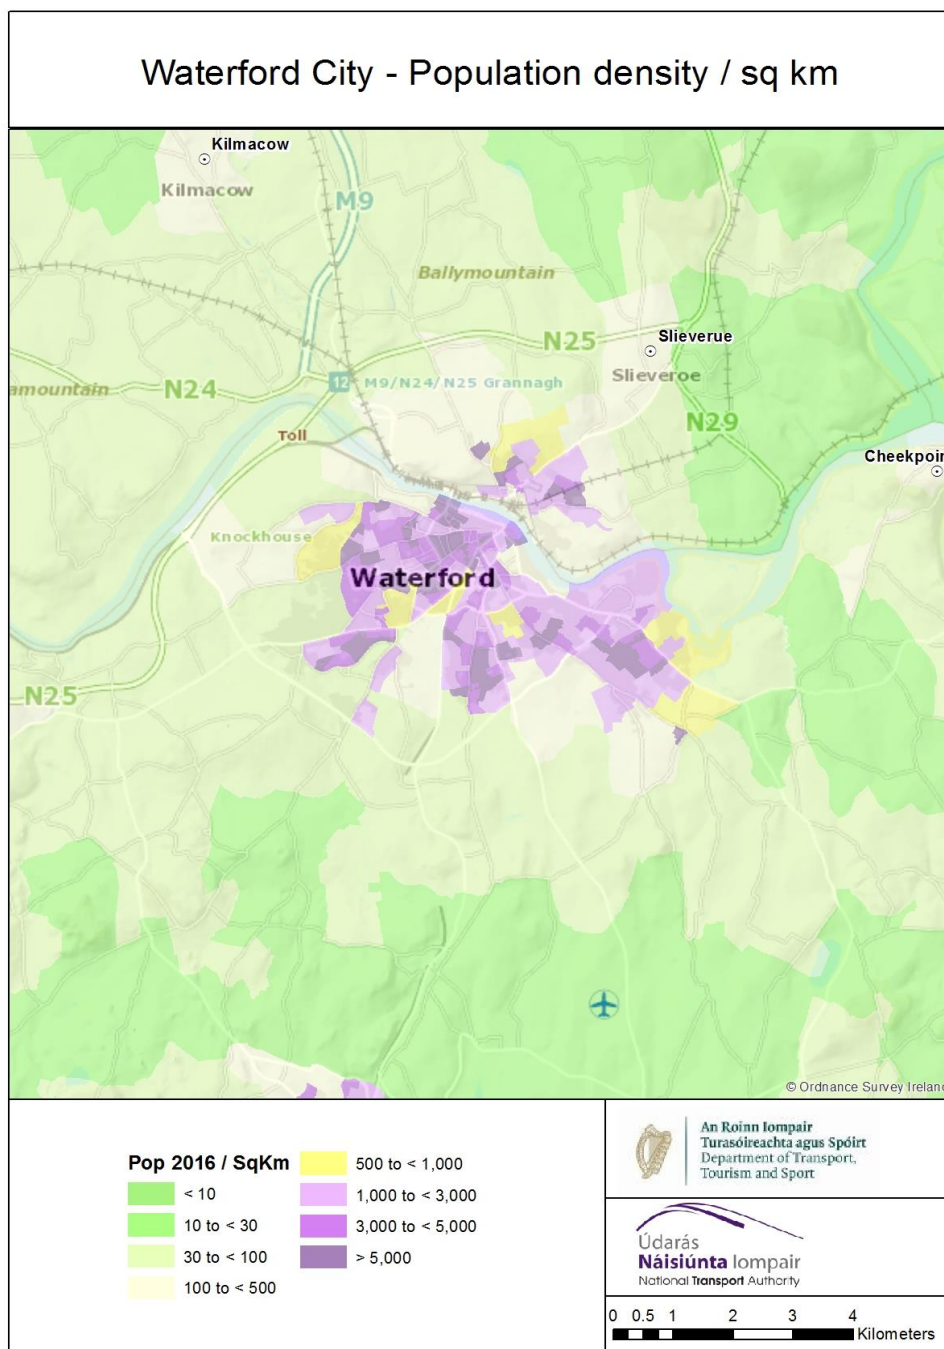 Waterford City - Population density / sq km
Kilmacow
Kilmacow
M9
Ballymountain
N25
Slieverue
Slieveroe
12
M9/N24/N25 Grannagh
amountain
N24
N29
Toll
Cheekpoin
Knockhouse
Waterford
N25
© Ordnance Survey Ireland
Pop 2016 / SqKm
< 10
10 to < 30
30 to < 100
100 to < 500
500 to < 1,000
1,000 to < 3,000
3,000 to < 5,000
> 5,000
An Roinn Iompair
Turasóireachta agus Spóirt
Department of Transport,
Tourism and Sport
Údarás
Náisiúnta Iompair
National Transport Authority
0 0.5 1 2 3 4
Kilometers